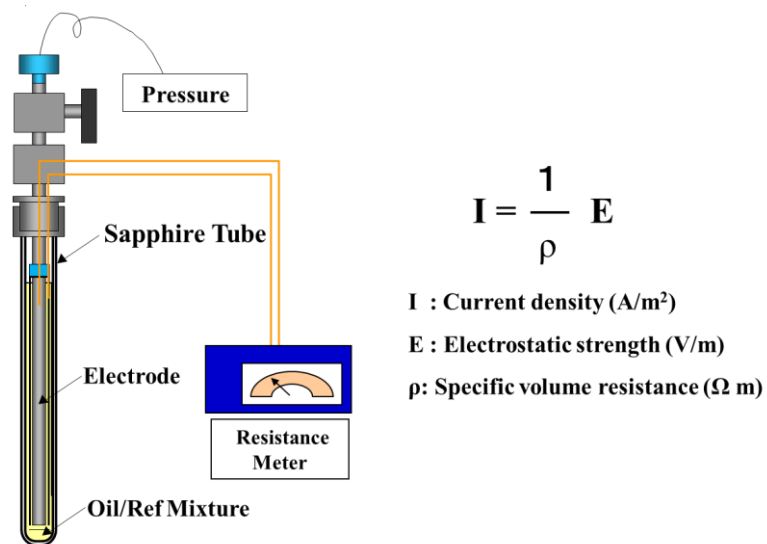 Pressure
Sapphire Tube
Electrode
Resistance
Meter
Oil/Ref Mixture
I = 1/ρ E
I : Current density (A/m²)
E : Electrostatic strength (V/m)
ρ: Specific volume resistance (Ω m)